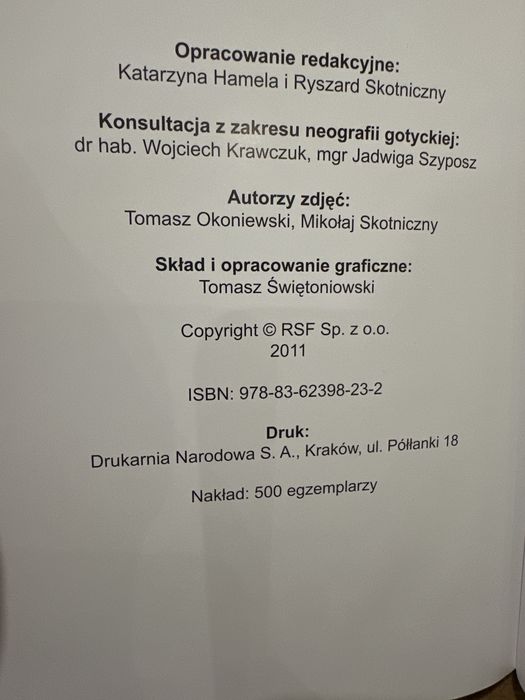 Opracowanie redakcyjne:
Katarzyna Hamela i Ryszard Skotniczny
Konsultacja z zakresu neografii gotyckiej:
dr hab. Wojciech Krawczuk, mgr Jadwiga Szyposz
Autorzy zdjęć:
Tomasz Okoniewski, Mikołaj Skotniczny
Skład i opracowanie graficzne:
Tomasz Świętoniowski
Copyright © RSF Sp. z o.o.
2011
ISBN: 978-83-62398-23-2
Druk:
Drukarnia Narodowa S. A., Kraków, ul. Półłanki 18
Nakład: 500 egzemplarzy